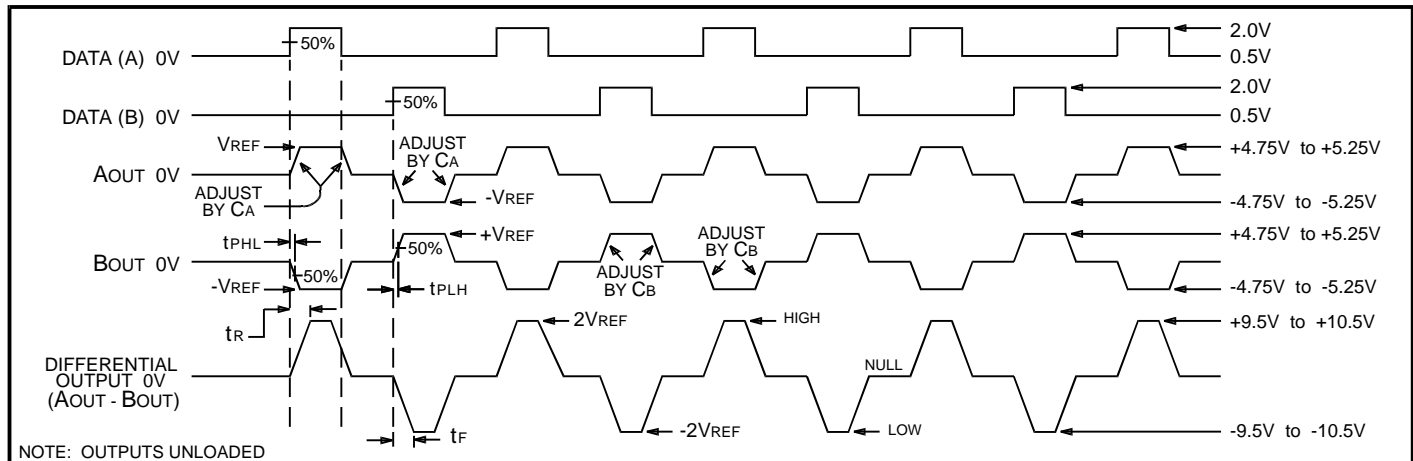 50%
2.0V
DATA (A) 0V
0.5V
2.0V
50%
DATA (B) 0V
0.5V
VREF
ADJUST
BY CA
+4.75V to +5.25V
AOUT 0V
ADJUST
BY CA
-VREF
-4.75V to -5.25V
tPHL
50%
+VREF
ADJUST
BY CB
+4.75V to +5.25V
BOUT 0V
50%
ADJUST
BY CB
-VREF
tPLH
-4.75V to -5.25V
tR
2VREF
HIGH
+9.5V to +10.5V
DIFFERENTIAL
OUTPUT 0V
(AOUT - BOUT)
NULL
tF
-2VREF
LOW
-9.5V to -10.5V
NOTE: OUTPUTS UNLOADED